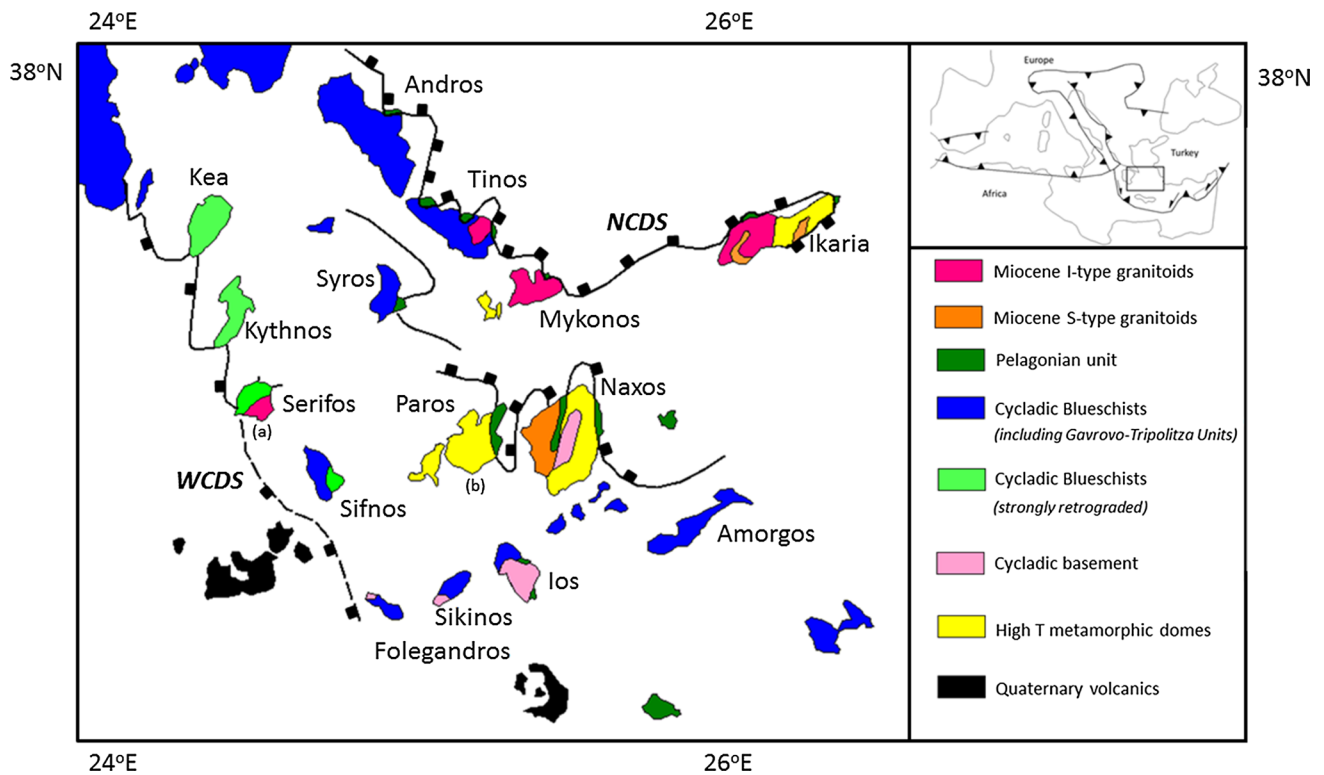 24°E
26°E
38°N
38°N
Andros
Europe
Turkey
Africa
Kea
Tinos
NCDS
Ikaria
Syros
Mykonos
Kythnos
Serifos
(a)
Paros
Naxos
(b)
WCDS
Sifnos
Amorgos
Ios
Sikinos
Folegandros
Miocene I-type granitoids
Miocene S-type granitoids
Pelagonian unit
Cycladic Blueschists
(including Gavrovo-Tripolitza Units)
Cycladic Blueschists
(strongly retrograded)
Cycladic basement
High T metamorphic domes
Quaternary volcanics
24°E
26°E